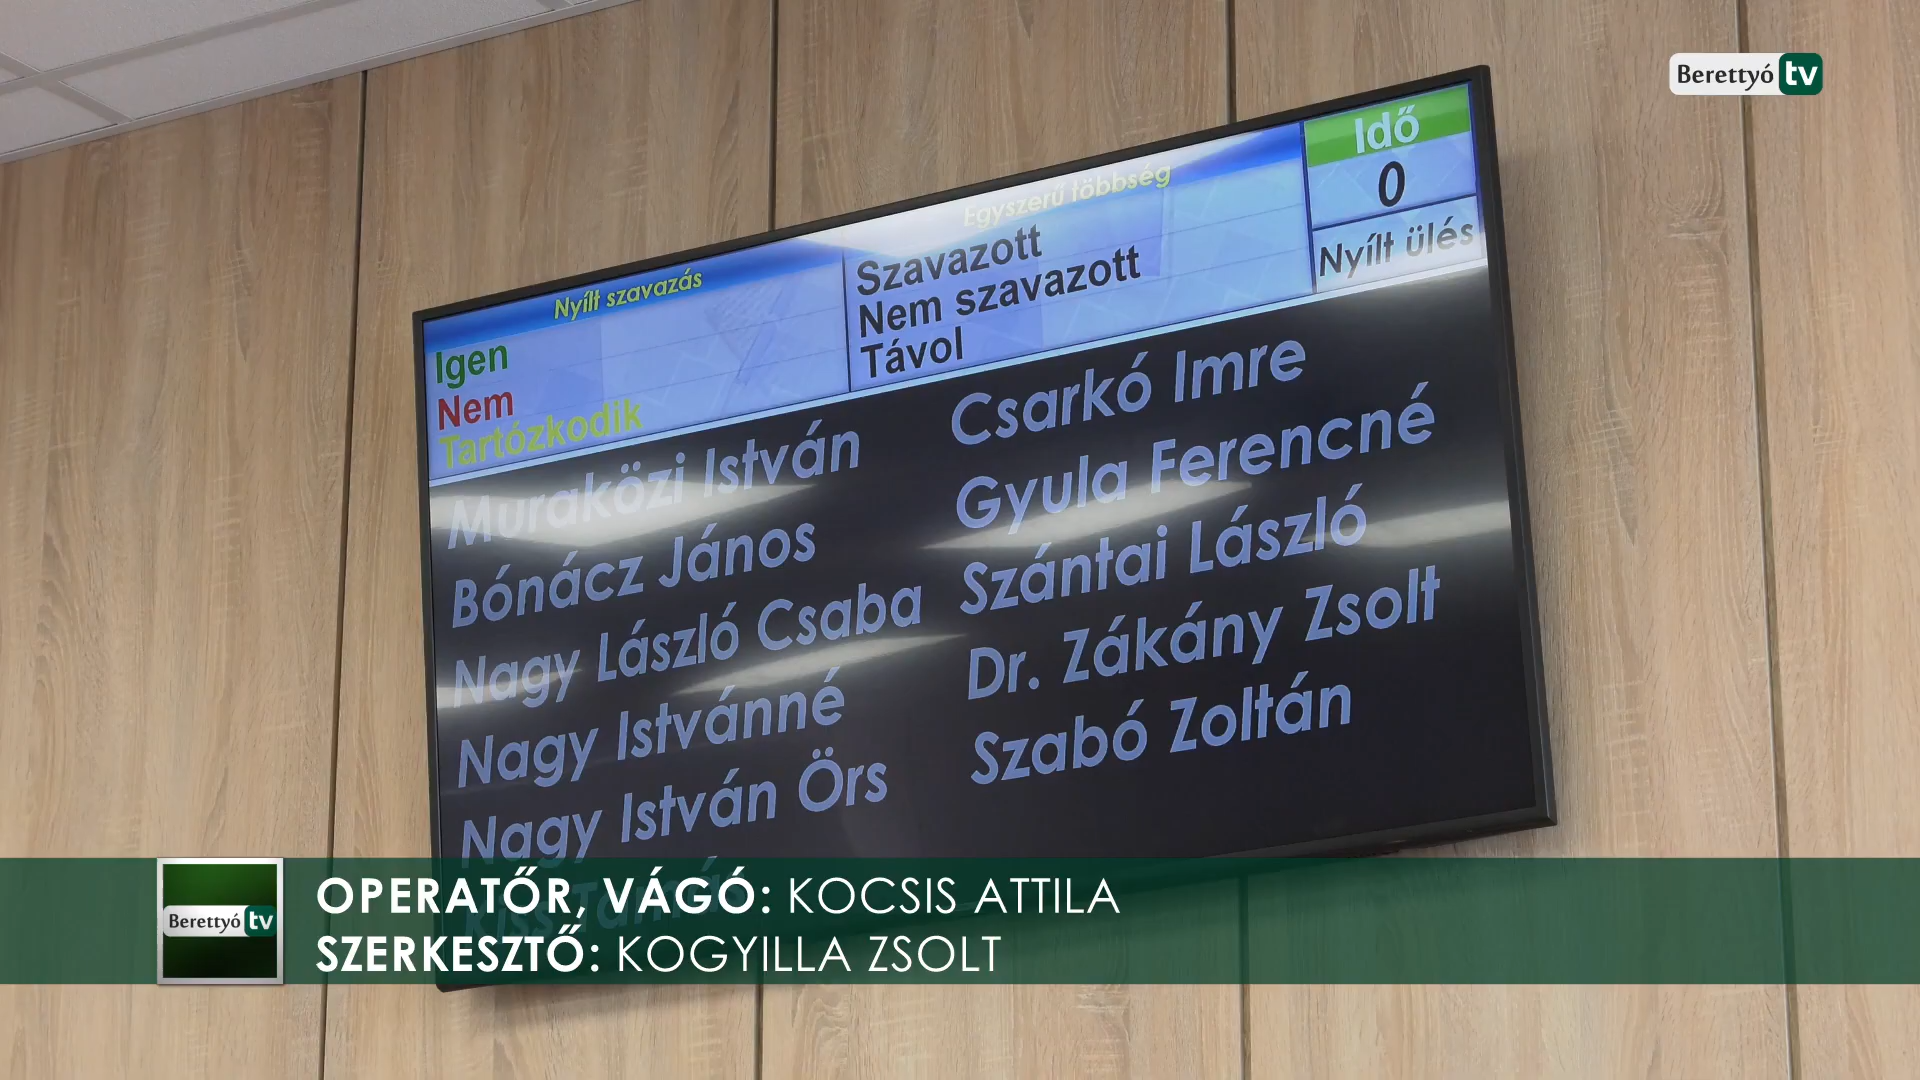 Berettyó tv
Nyílt szavazás
Igen
Nem
Tartózkodik
Egyszerű többség
Szavazott
Nem szavazott
Távol
Idő
0
Nyílt ülés
Muraközi István
Bónácz János
Nagy László Csaba
Nagy Istvánné
Nagy István Örs
Kiss Tamás
Csarkó Imre
Gyula Ferencné
Szántai László
Dr. Zákány Zsolt
Szabó Zoltán
Berettyó tv
OPERATŐR, VÁGÓ: KOCSIS ATTILA
SZERKESZTŐ: KOGYILLA ZSOLT